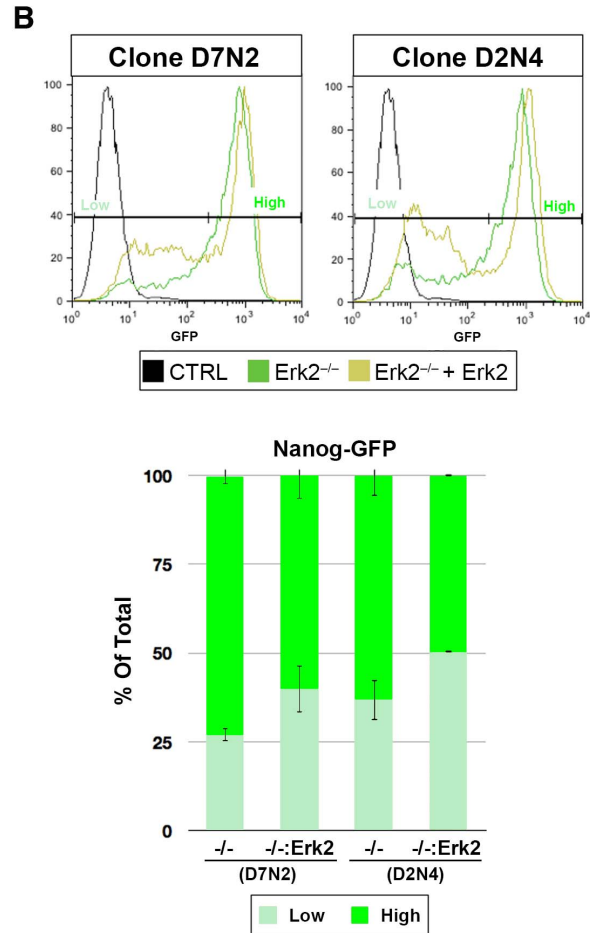 B
Clone D7N2
Clone D2N4
100
80
60
40
20
0
Low
High
10⁰ 10¹ 10² 10³ 10⁴
GFP
100
80
60
40
20
0
Low
High
10⁰ 10¹ 10² 10³ 10⁴
GFP
CTRL Erk2⁻/⁻ Erk2⁻/⁻ + Erk2
Nanog-GFP
% Of Total
100
75
50
25
0
-/- -/-:Erk2 -/- -/-:Erk2
(D7N2) (D2N4)
Low High